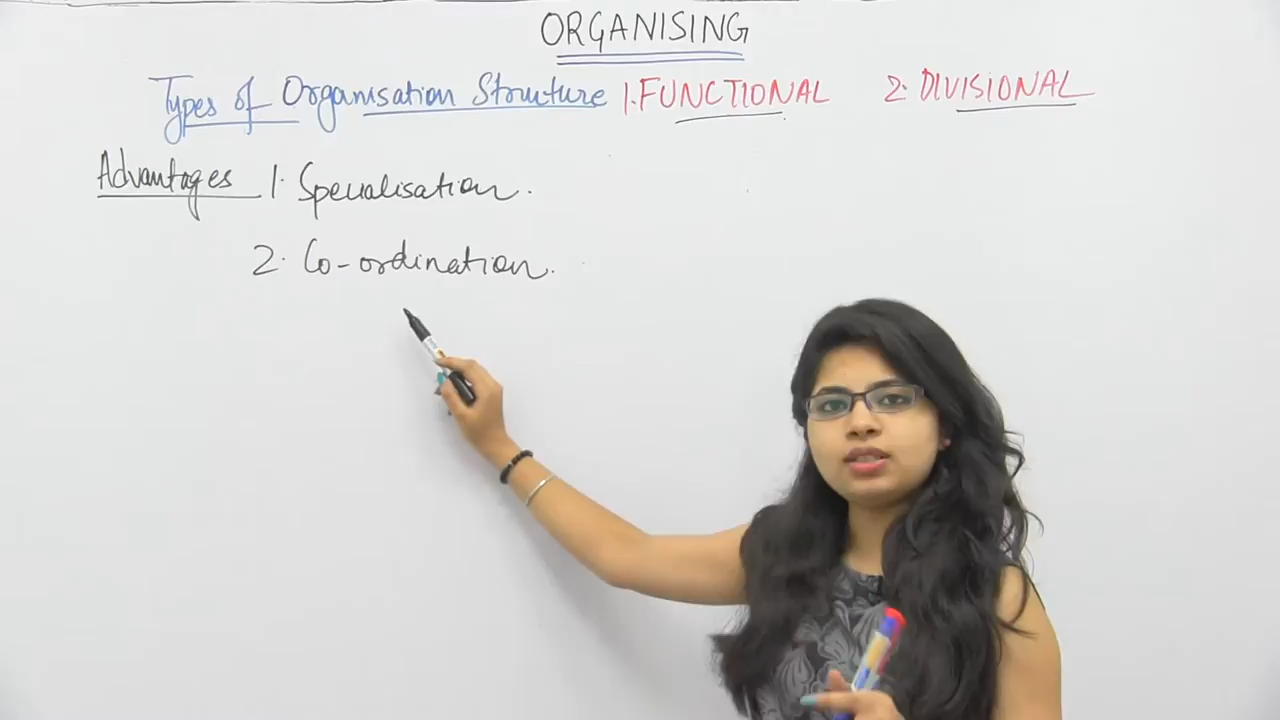 ORGANISING
Types of Organisation Structure 1. FUNCTIONAL 2. DIVISIONAL
Advantages 1. Specialisation.
2. Co-ordination.